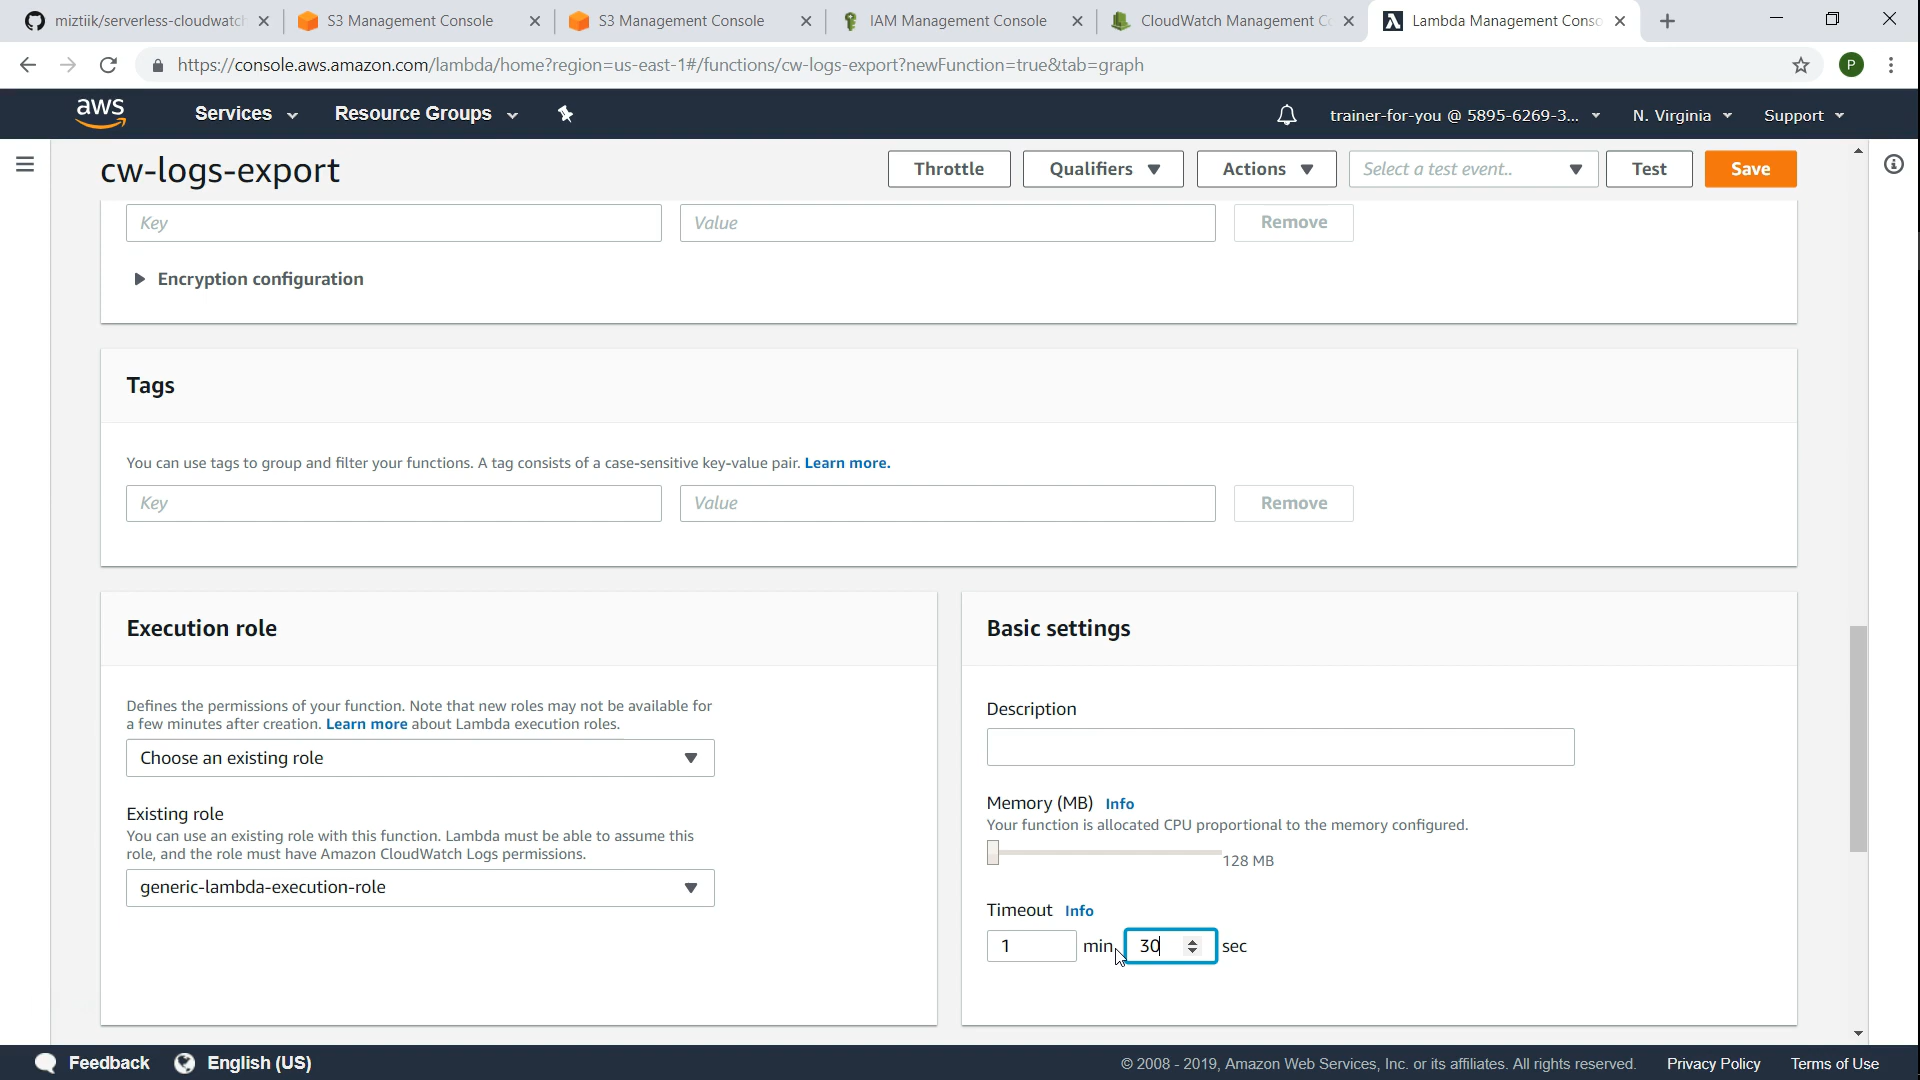 miztiik/serverless-cloudwatch
S3 Management Console
S3 Management Console
IAM Management Console
CloudWatch Management Co
Lambda Management Conso
https://console.aws.amazon.com/lambda/home?region=us-east-1#/functions/cw-logs-export?newFunction=true&tab=graph
P
aws
Services
Resource Groups
trainer-for-you @ 5895-6269-3...
N. Virginia
Support
cw-logs-export
Throttle
Qualifiers
Actions
Select a test event..
Test
Save
Key
Value
Remove
Encryption configuration
Tags
You can use tags to group and filter your functions. A tag consists of a case-sensitive key-value pair. Learn more.
Key
Value
Remove
Execution role
Defines the permissions of your function. Note that new roles may not be available for
a few minutes after creation. Learn more about Lambda execution roles.
Choose an existing role
Existing role
You can use an existing role with this function. Lambda must be able to assume this
role, and the role must have Amazon CloudWatch Logs permissions.
generic-lambda-execution-role
Basic settings
Description
Memory (MB) Info
Your function is allocated CPU proportional to the memory configured.
128 MB
Timeout Info
1 min 30 sec
Feedback
English (US)
© 2008 - 2019, Amazon Web Services, Inc. or its affiliates. All rights reserved.
Privacy Policy
Terms of Use